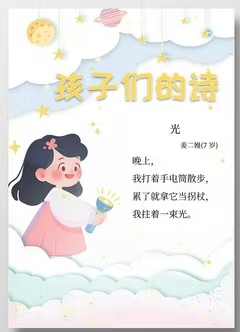 孩子们的诗
光
姜二嫚(7 岁)
晚上，
我打着手电筒散步，
累了就拿它当拐杖，
我拄着一束光。